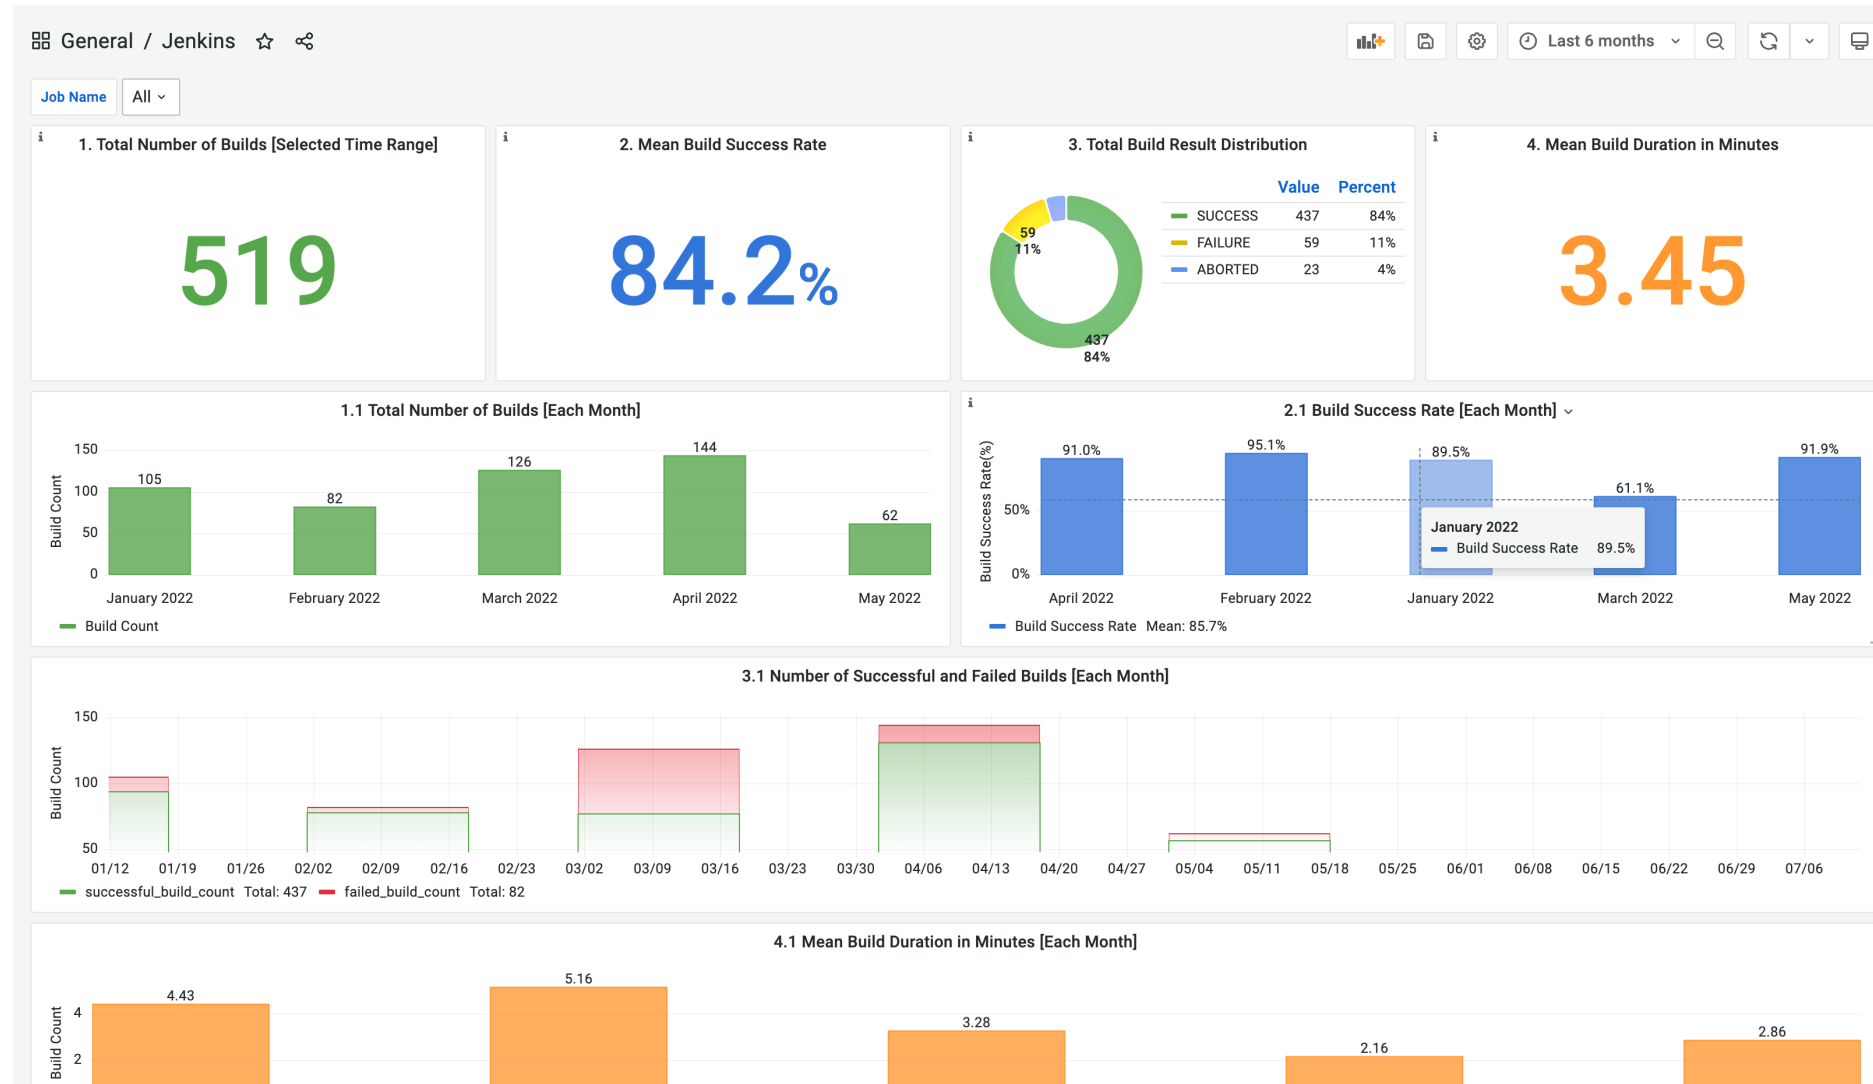 General / Jenkins
Last 6 months
Job Name
All
1. Total Number of Builds [Selected Time Range]
519
2. Mean Build Success Rate
84.2%
3. Total Build Result Distribution
Value Percent
SUCCESS 437 84%
FAILURE 59 11%
ABORTED 23 4%
59
11%
437
84%
4. Mean Build Duration in Minutes
3.45
1.1 Total Number of Builds [Each Month]
Build Count
150
100
50
0
105
82
126
144
62
January 2022 February 2022 March 2022 April 2022 May 2022
Build Count
2.1 Build Success Rate [Each Month]
Build Success Rate(%)
50%
0%
91.0%
95.1%
89.5%
61.1%
91.9%
January 2022
Build Success Rate 89.5%
April 2022 February 2022 January 2022 March 2022 May 2022
Build Success Rate Mean: 85.7%
3.1 Number of Successful and Failed Builds [Each Month]
Build Count
150
100
50
01/12 01/19 01/26 02/02 02/09 02/16 02/23 03/02 03/09 03/16 03/23 03/30 04/06 04/13 04/20 04/27 05/04 05/11 05/18 05/25 06/01 06/08 06/15 06/22 06/29 07/06
successful_build_count Total: 437 failed_build_count Total: 82
4.1 Mean Build Duration in Minutes [Each Month]
Build Count
4
2
4.43
5.16
3.28
2.16
2.86